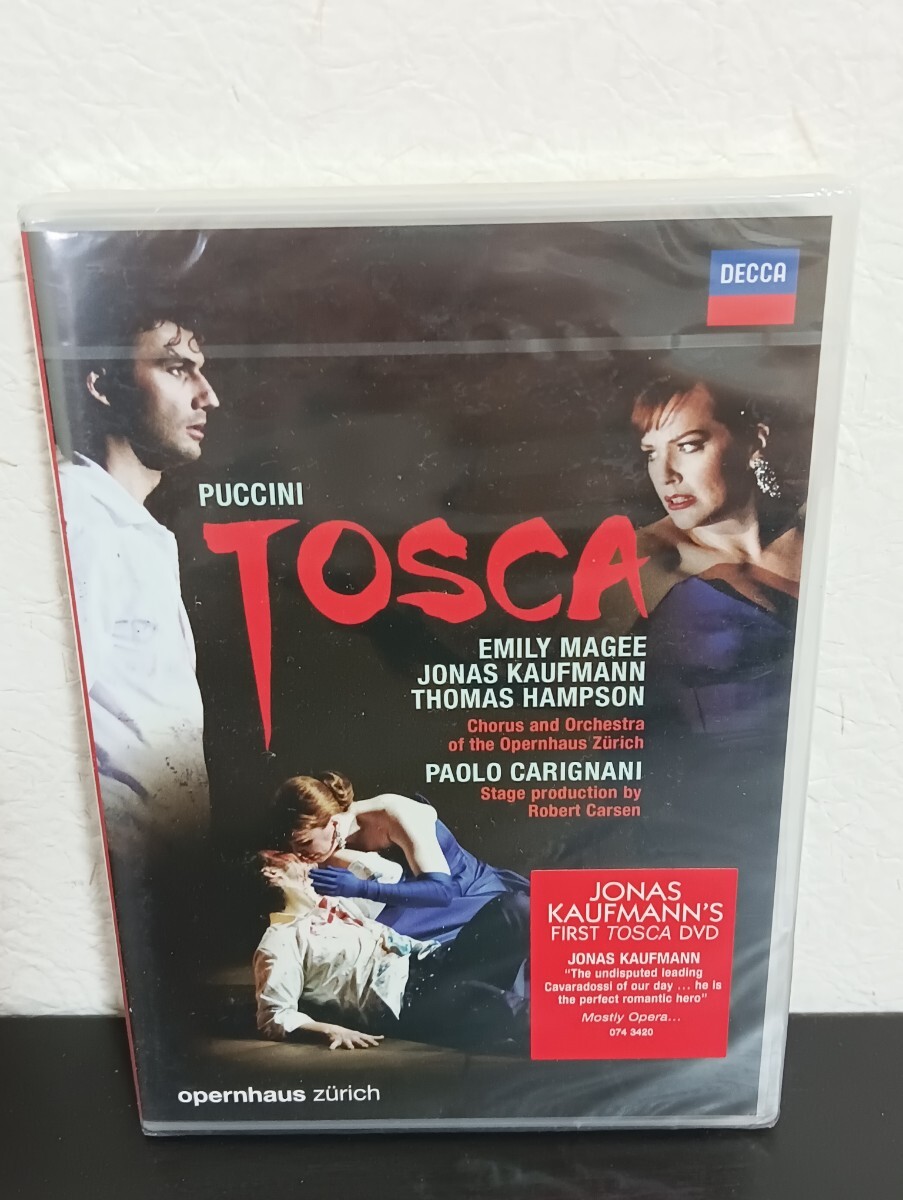 DECCA
PUCCINI
TOSCA
EMILY MAGEE
JONAS KAUFMANN
THOMAS HAMPSON
Chorus and Orchestra
of the Opernhaus Zürich
PAOLO CARIGNANI
Stage production by
Robert Carsen
JONAS
KAUFMANN'S
FIRST TOSCA DVD
JONAS KAUFMANN
"The undisputed leading
Cavaradossi of our day ... he is
the perfect romantic hero"
Mostly Opera...
074 3420
opernhaus zürich